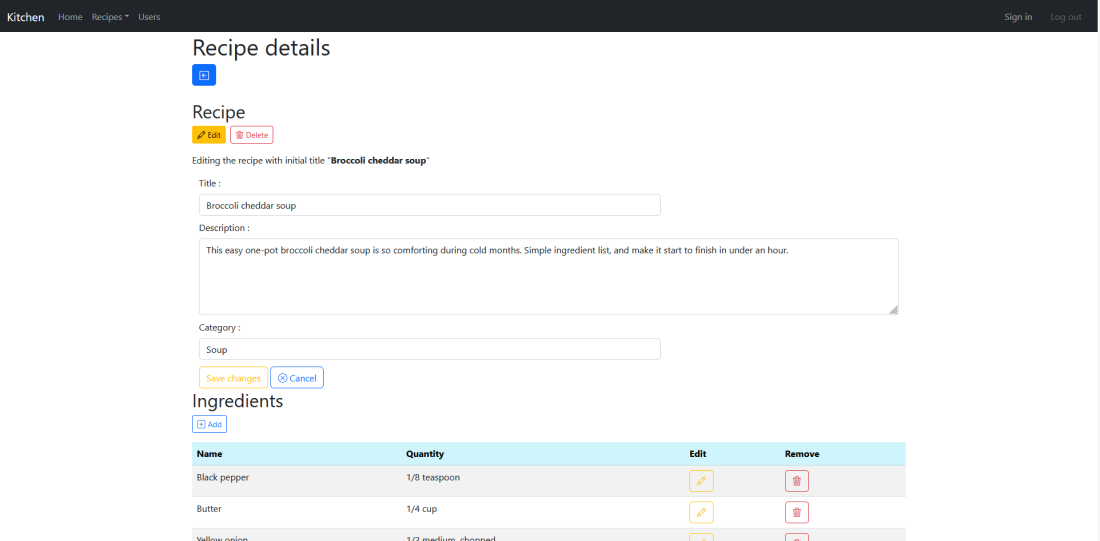 Kitchen Home Recipes Users Sign in Log out
Recipe details
Recipe
Edit Delete
Editing the recipe with initial title "Broccoli cheddar soup"
Title :
Broccoli cheddar soup
Description :
This easy one-pot broccoli cheddar soup is so comforting during cold months. Simple ingredient list, and make it start to finish in under an hour.
Category :
Soup
Save changes Cancel
Ingredients
Add
Name Quantity Edit Remove
Black pepper 1/8 teaspoon
Butter 1/4 cup
Yellow onion 1/2 medium, chopped